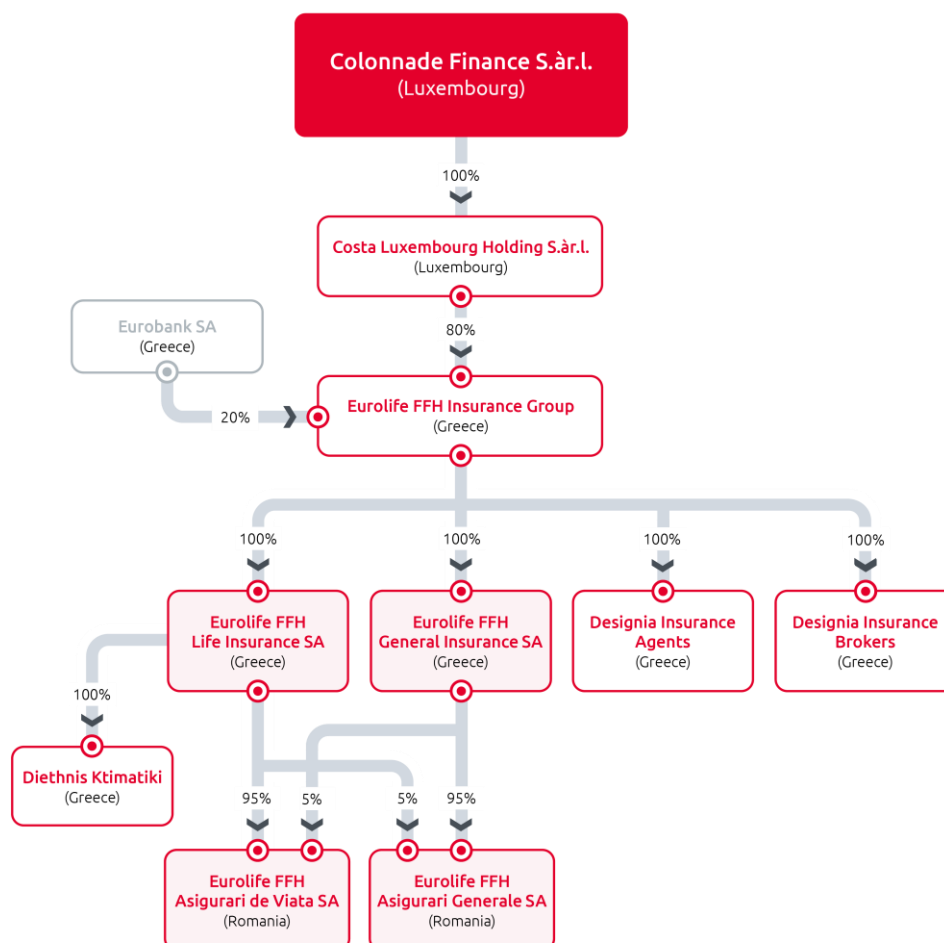 Colonnade Finance S.àr.l.
(Luxembourg)
100%
Costa Luxembourg Holding S.àr.l.
(Luxembourg)
Eurobank SA
(Greece)
80%
20%
Eurolife FFH Insurance Group
(Greece)
100%
100%
100%
100%
Eurolife FFH
Life Insurance SA
(Greece)
Eurolife FFH
General Insurance SA
(Greece)
Designia Insurance
Agents
(Greece)
Designia Insurance
Brokers
(Greece)
100%
Diethnis Ktimatiki
(Greece)
95%
5%
5%
95%
Eurolife FFH
Asigurari de Viata SA
(Romania)
Eurolife FFH
Asigurari Generale SA
(Romania)